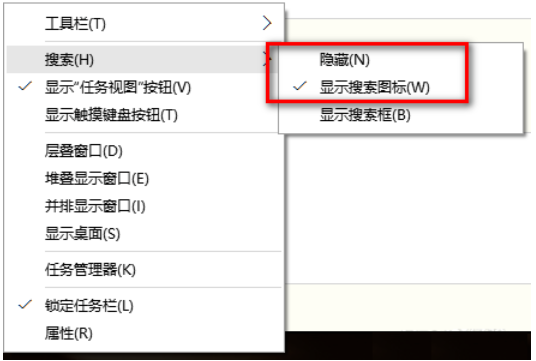 工具栏(T)
搜索(H)
显示"任务视图"按钮(V)
显示触摸键盘按钮(T)
层叠窗口(D)
堆叠显示窗口(E)
并排显示窗口(I)
显示桌面(S)
任务管理器(K)
锁定任务栏(L)
属性(R)
隐藏(N)
显示搜索图标(W)
显示搜索框(B)